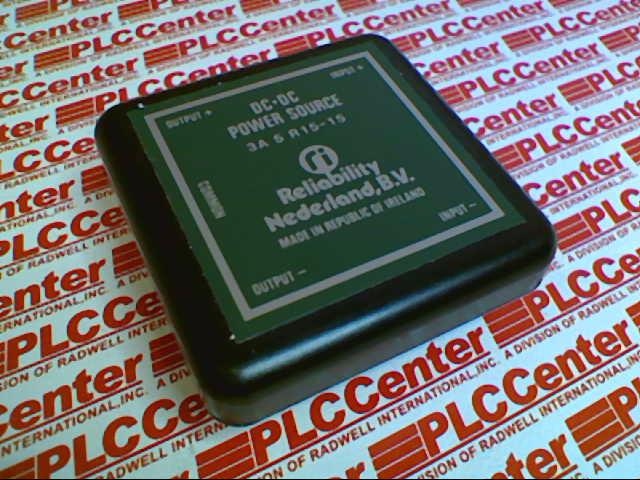 OUTPUT +
INPUT +
DC-DC
POWER SOURCE
3A 5 R15-15
COMMON
Reliability
Nederland, B.V.
MADE IN REPUBLIC OF IRELAND
INPUT -
OUTPUT -
PLCCenter
A DIVISION OF RADWELL INTERNATIONAL, INC.